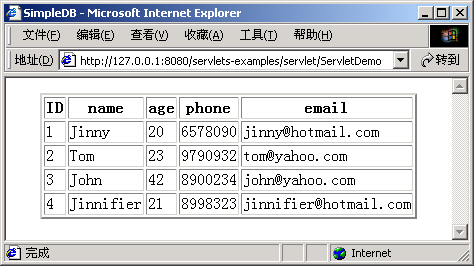 SimpleDB - Microsoft Internet Explorer
文件(F) 编辑(E) 查看(V) 收藏(A) 工具(T) 帮助(H)
地址(D) http://127.0.0.1:8080/servlets-examples/servlet/ServletDemo 转到
ID name age phone email
1 Jinny 20 6578090 jinny@hotmail.com
2 Tom 23 9790932 tom@yahoo.com
3 John 42 8900234 john@yahoo.com
4 Jinnifier 21 8998323 jinnifier@hotmail.com
完成 Internet